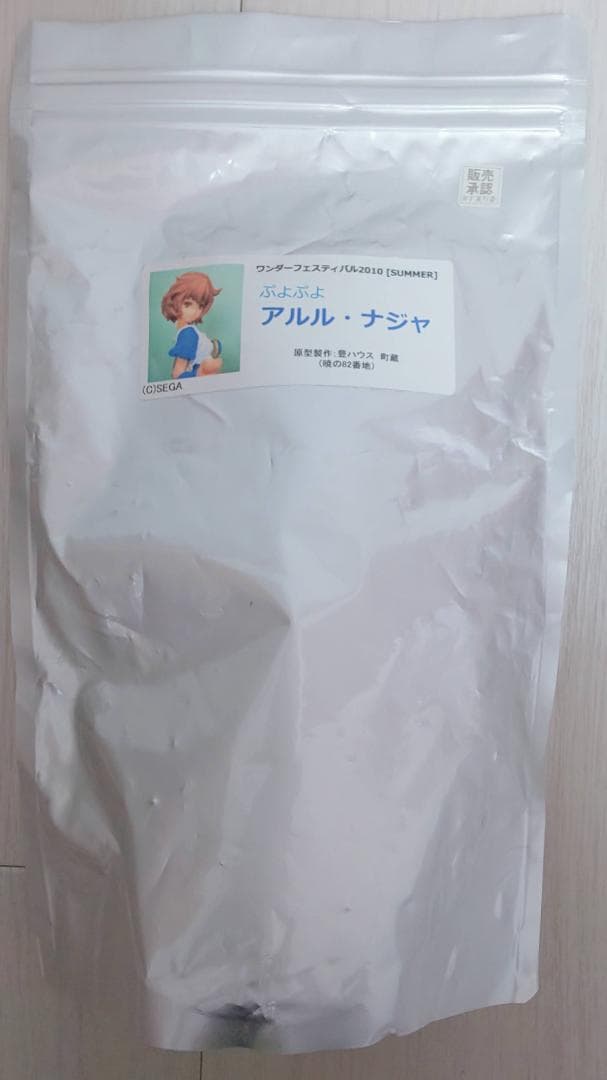 販売
承認
ワンダーフェスティバル2010 [SUMMER]
ぷよぷよ
アルル・ナジャ
原型製作:豊ハウス 町蔵
(暁の82番地)
(C)SEGA